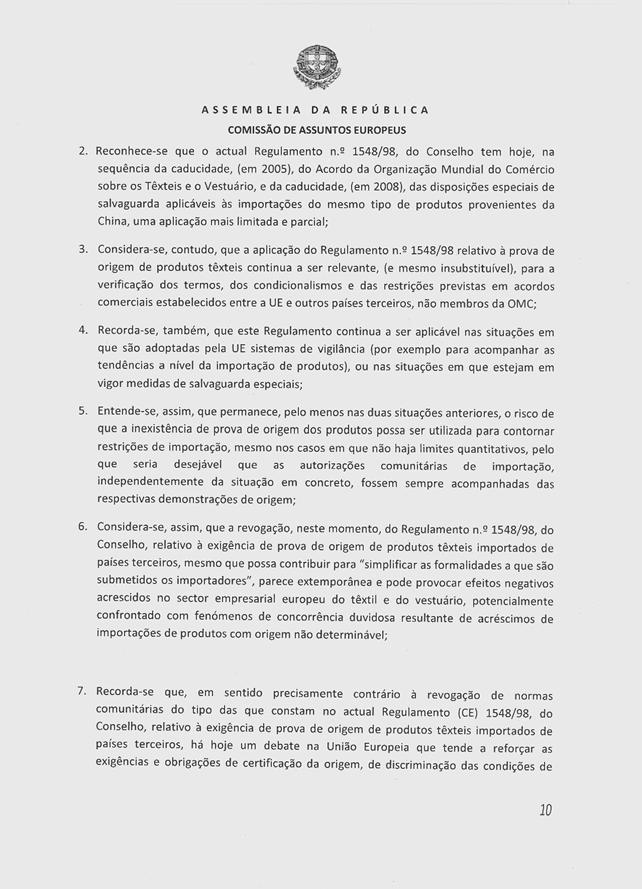 ASSEMBLEIA DA REPÚBLICA
COMISSÃO DE ASSUNTOS EUROPEUS
2. Reconhece-se que o actual Regulamento n.º 1548/98, do Conselho tem hoje, na
sequência da caducidade, (em 2005), do Acordo da Organização Mundial do Comércio
sobre os Têxteis e o Vestuário, e da caducidade, (em 2008), das disposições especiais de
salvaguarda aplicáveis às importações do mesmo tipo de produtos provenientes da
China, uma aplicação mais limitada e parcial;
3. Considera-se, contudo, que a aplicação do Regulamento n.º 1548/98 relativo à prova de
origem de produtos têxteis continua a ser relevante, (e mesmo insubstituível), para a
verificação dos termos, dos condicionalismos e das restrições previstas em acordos
comerciais estabelecidos entre a UE e outros países terceiros, não membros da OMC;
4. Recorda-se, também, que este Regulamento continua a ser aplicável nas situações em
que são adoptadas pela UE sistemas de vigilância (por exemplo para acompanhar as
tendências a nível da importação de produtos), ou nas situações em que estejam em
vigor medidas de salvaguarda especiais;
5. Entende-se, assim, que permanece, pelo menos nas duas situações anteriores, o risco de
que a inexistência de prova de origem dos produtos possa ser utilizada para contornar
restrições de importação, mesmo nos casos em que não haja limites quantitativos, pelo
que seria desejável que as autorizações comunitárias de importação,
independentemente da situação em concreto, fossem sempre acompanhadas das
respectivas demonstrações de origem;
6. Considera-se, assim, que a revogação, neste momento, do Regulamento n.º 1548/98, do
Conselho, relativo à exigência de prova de origem de produtos têxteis importados de
países terceiros, mesmo que possa contribuir para "simplificar as formalidades a que são
submetidos os importadores", parece extemporânea e pode provocar efeitos negativos
acrescidos no sector empresarial europeu do têxtil e do vestuário, potencialmente
confrontado com fenómenos de concorrência duvidosa resultante de acréscimos de
importações de produtos com origem não determinável;
7. Recorda-se que, em sentido precisamente contrário à revogação de normas
comunitárias do tipo das que constam no actual Regulamento (CE) 1548/98, do
Conselho, relativo à exigência de prova de origem de produtos têxteis importados de
países terceiros, há hoje um debate na União Europeia que tende a reforçar as
exigências e obrigações de certificação da origem, de discriminação das condições de
10